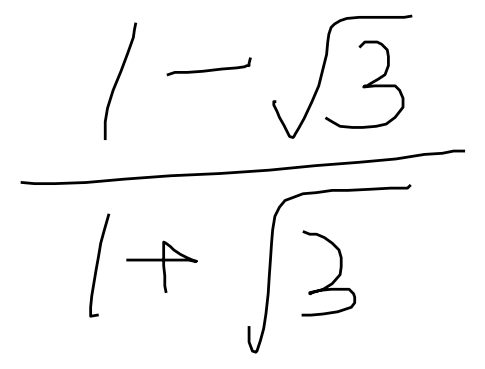 1 - √3
1 + √3